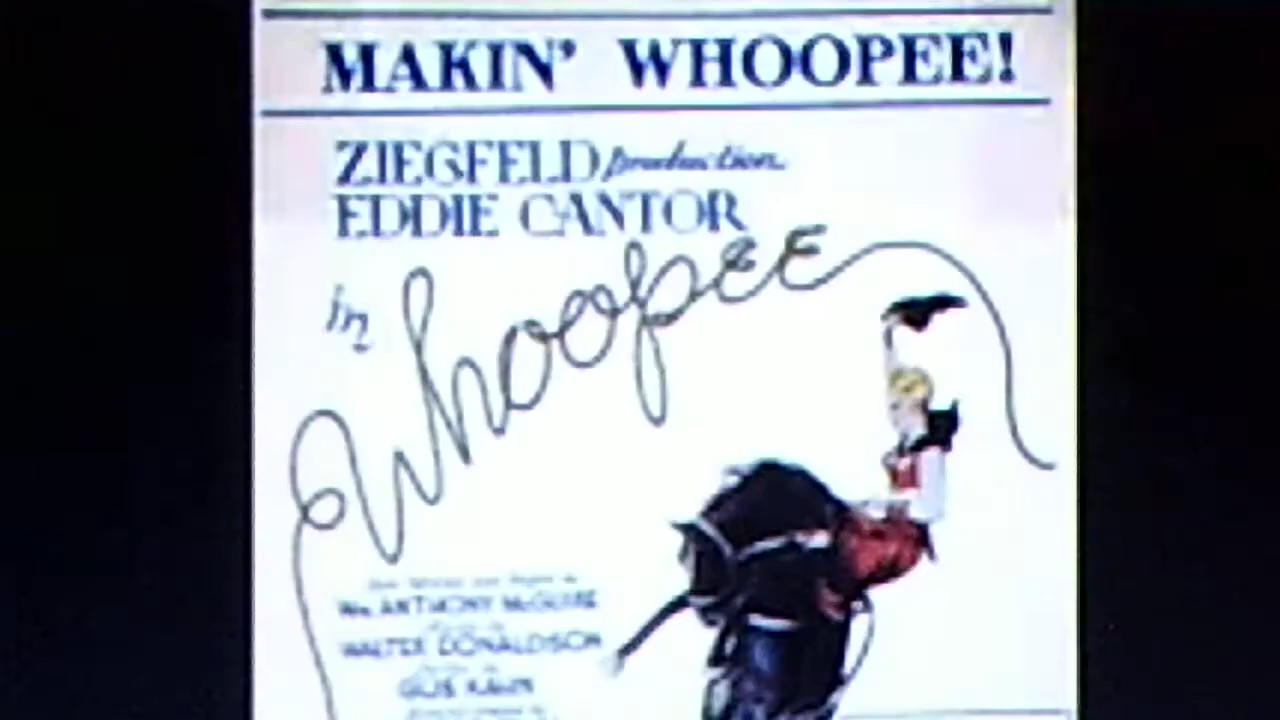 MAKIN' WHOOPEE!
ZIEGFELD production
EDDIE CANTOR
in Whoopee
Wm ANTHONY McGUIRE
WALTER DONALDSON
GUS KAHN